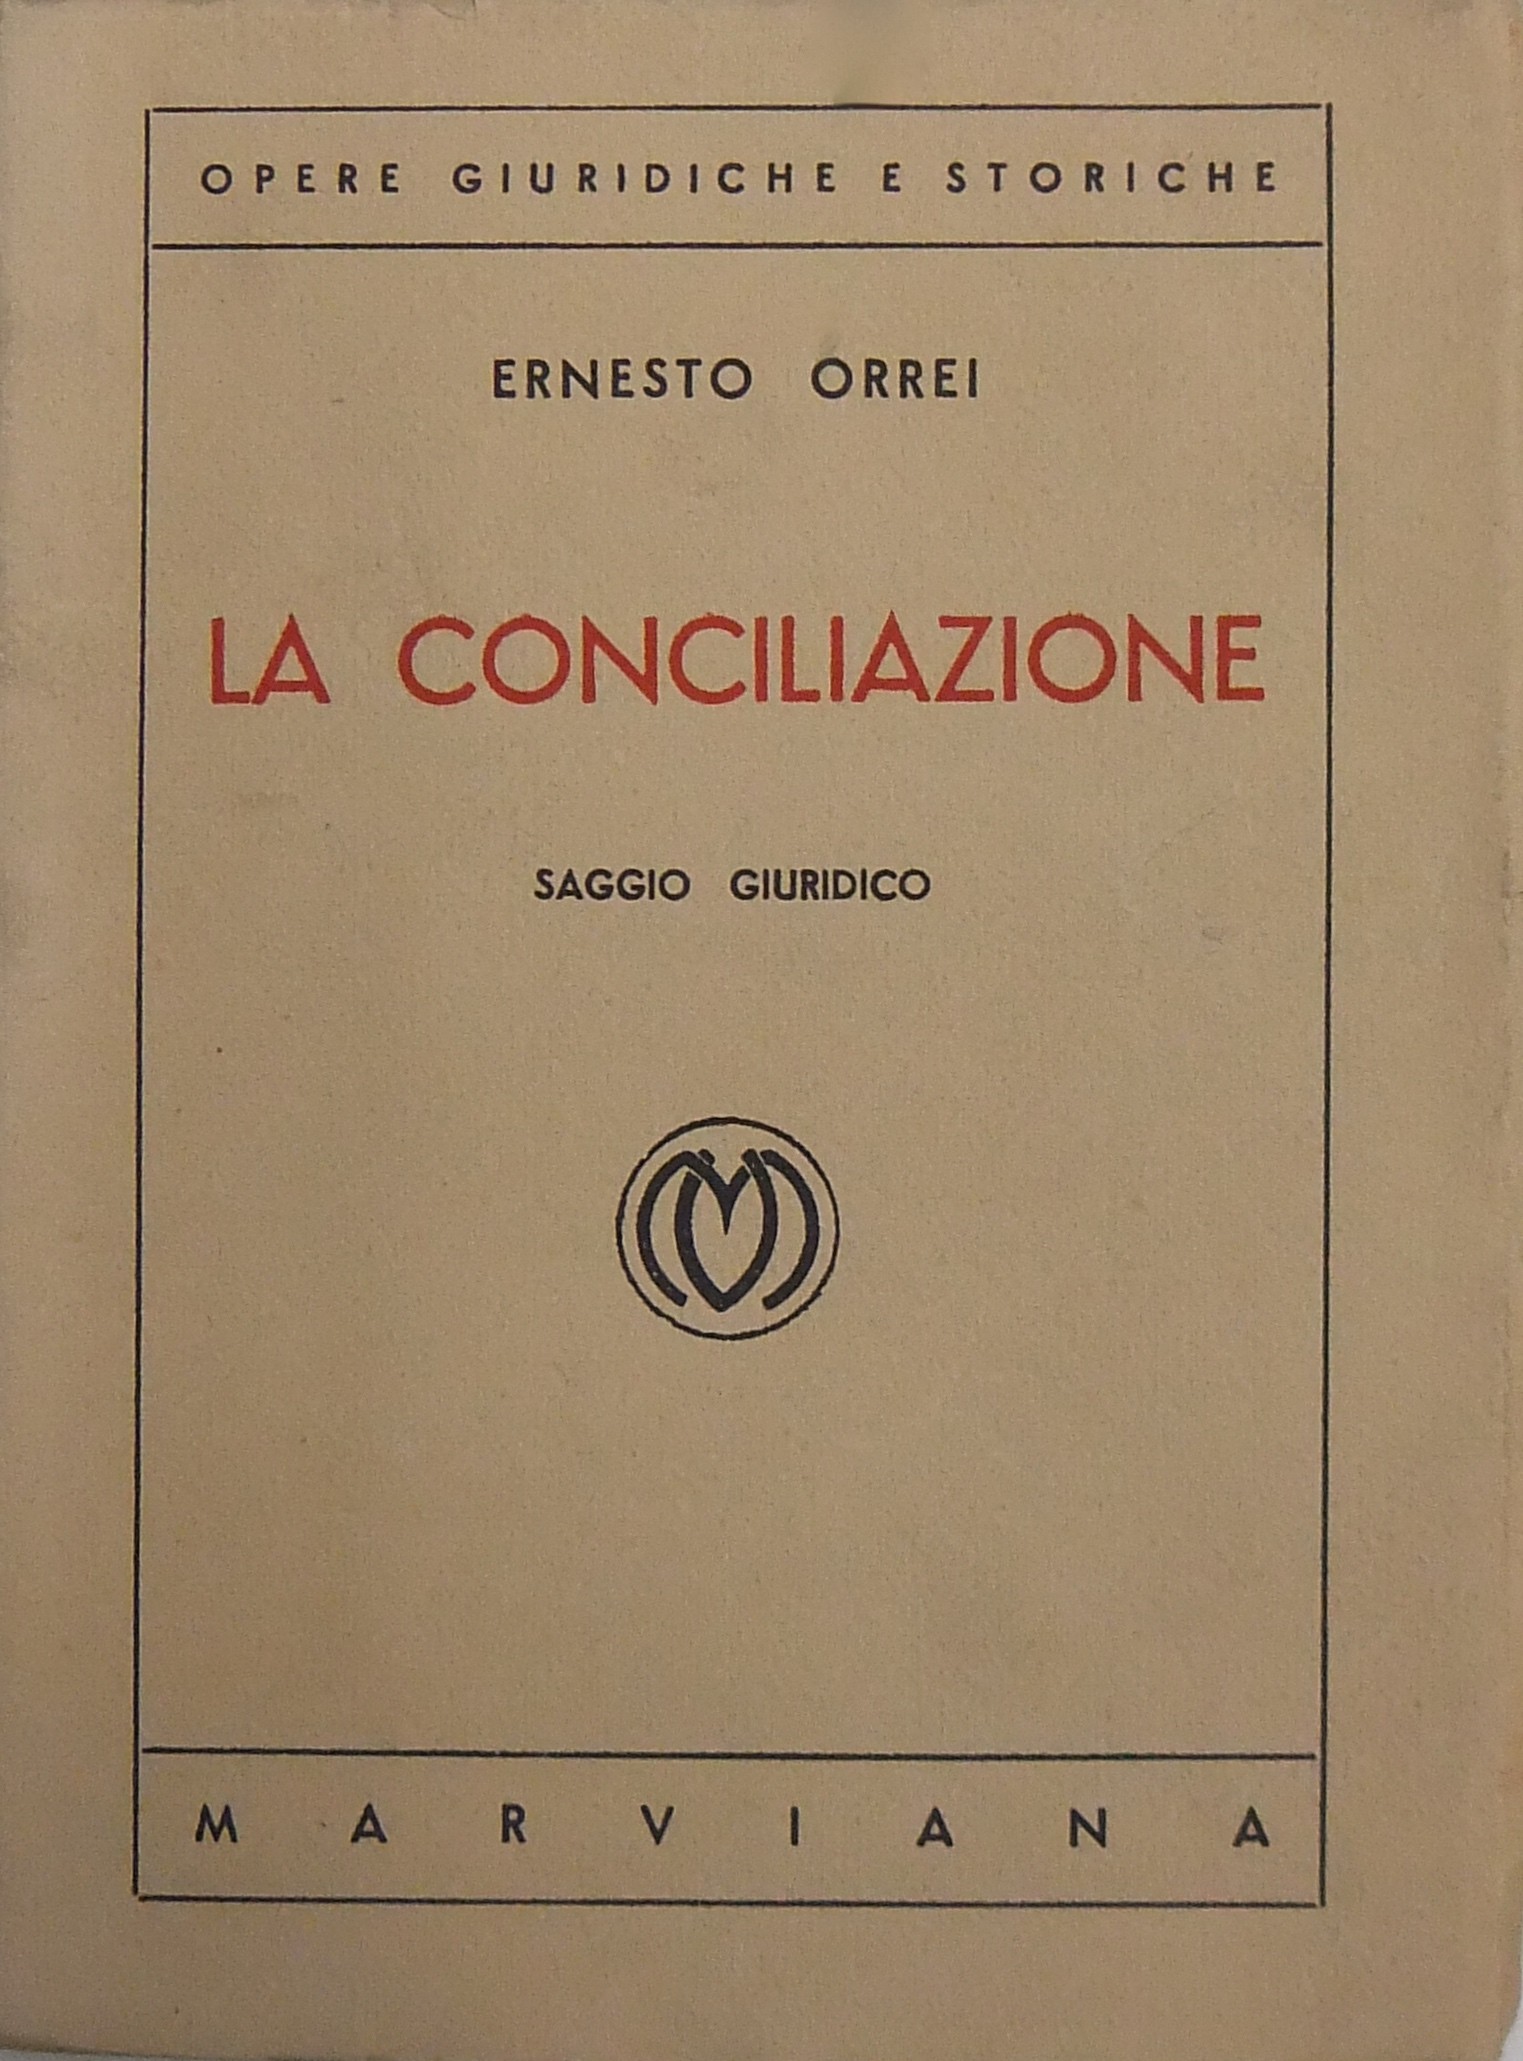 OPERE GIURIDICHE E STORICHE
ERNESTO ORREI
LA CONCILIAZIONE
SAGGIO GIURIDICO
MARVIANA